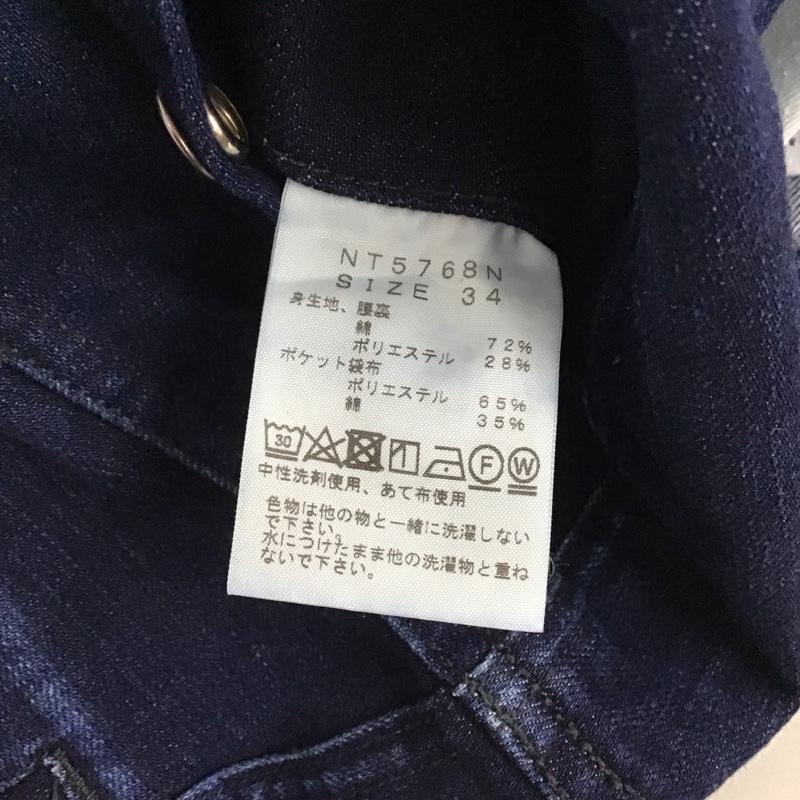 NT5768N
SIZE 34
身生地、腰裏
綿 72%
ポリエステル 28%
ポケット袋布
ポリエステル 65%
綿 35%
30 F W
中性洗剤使用、あて布使用
色物は他の物と一緒に洗濯しない
で下さい。
水につけたまま他の洗濯物と重ね
ないで下さい。